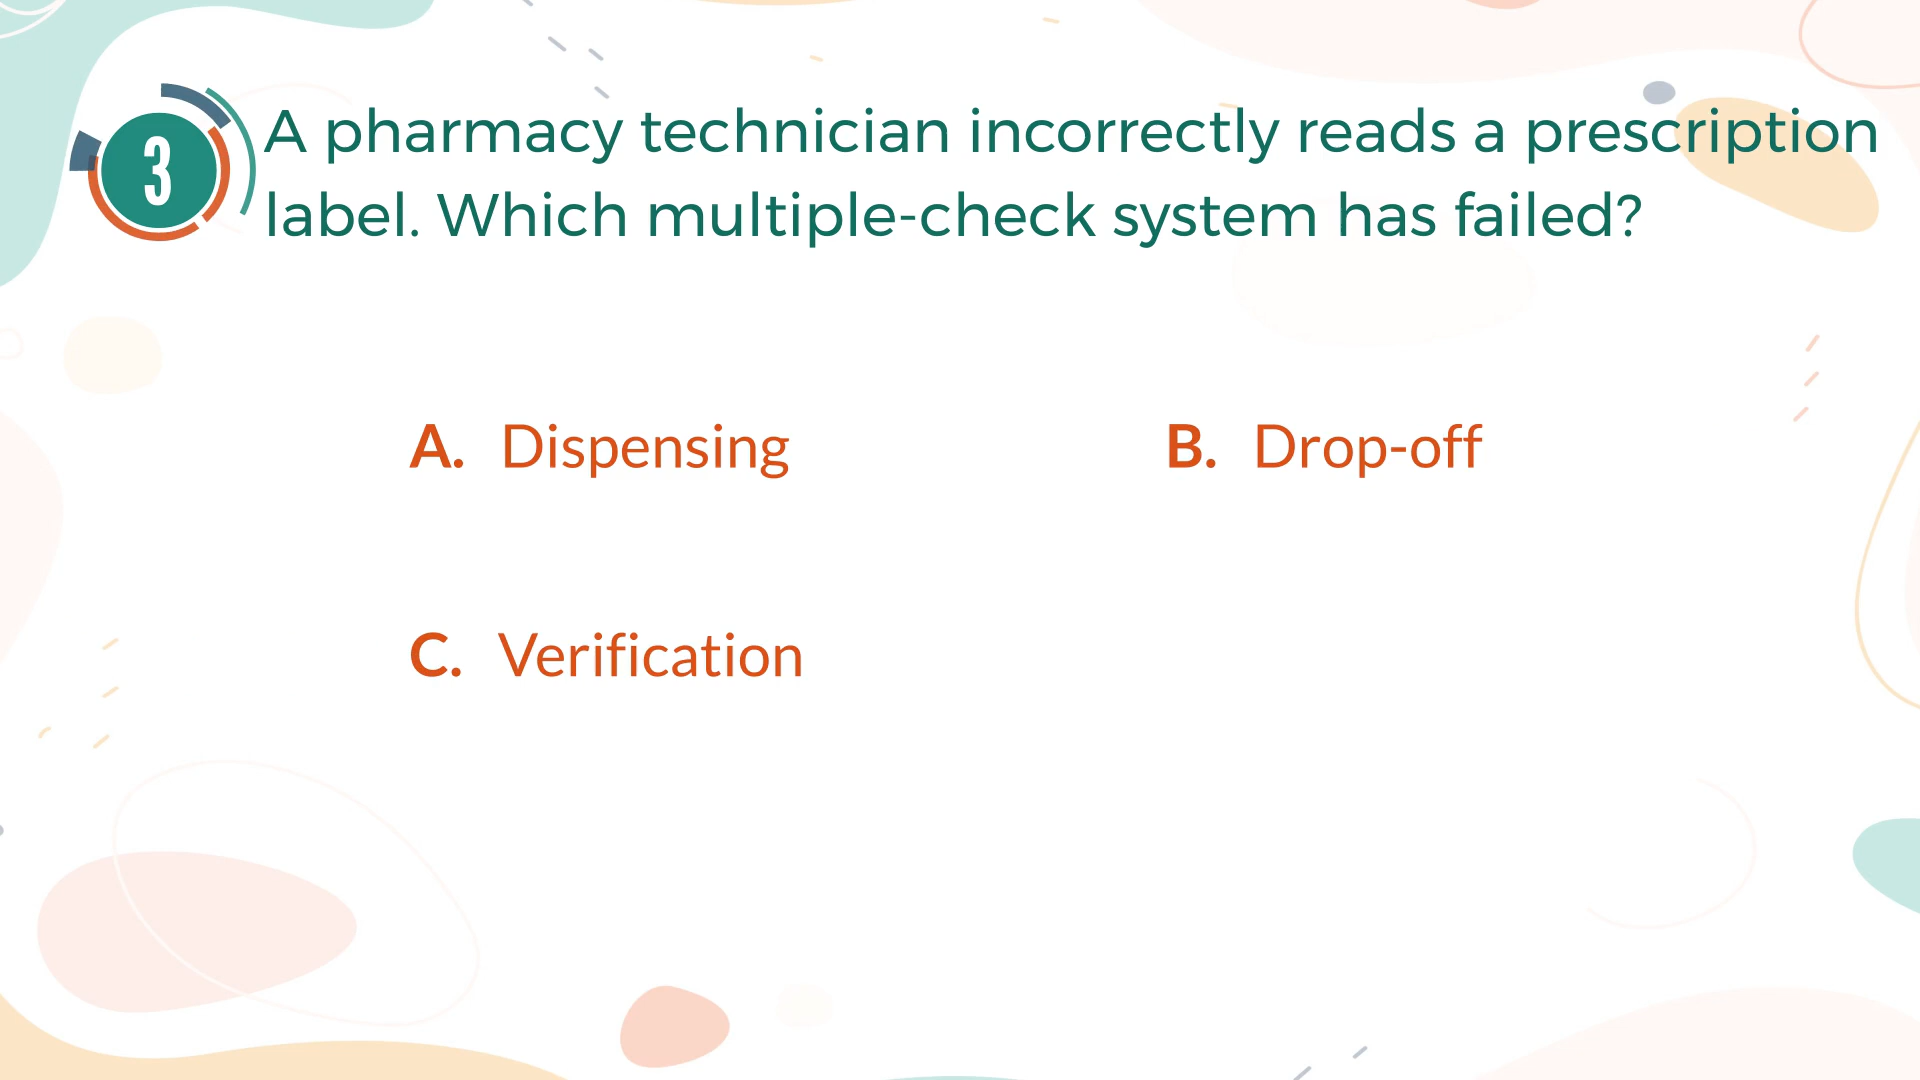 3
A pharmacy technician incorrectly reads a prescription
label. Which multiple-check system has failed?
A. Dispensing
B. Drop-off
C. Verification